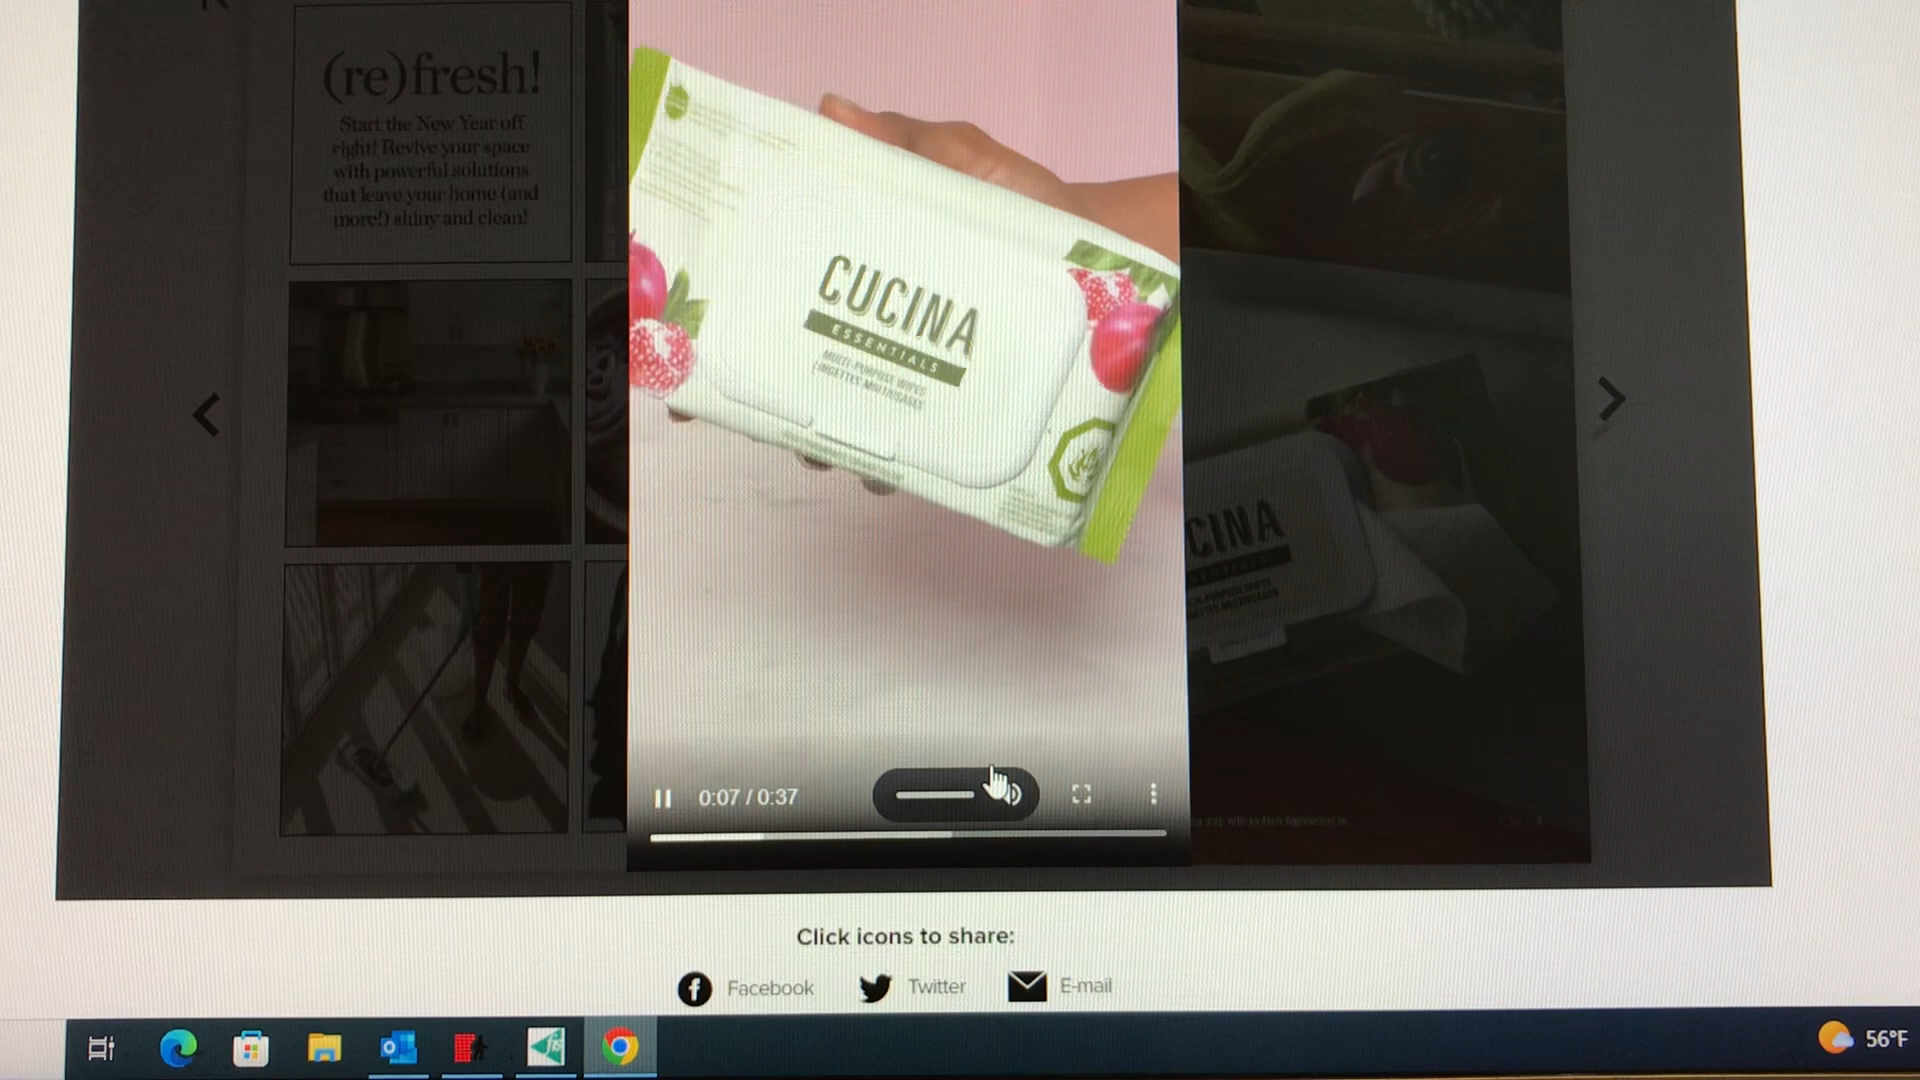 (re)fresh!
Start the New Year off
right! Revive your space
with powerful solutions
that leave your home (and
more!) shiny and clean!
CUCINA
ESSENTIALS
MULTI-PURPOSE WIPES
LINGETTES MULTIUSAGES
CINA
0:07 / 0:37
Click icons to share:
Facebook
Twitter
E-mail
56°F